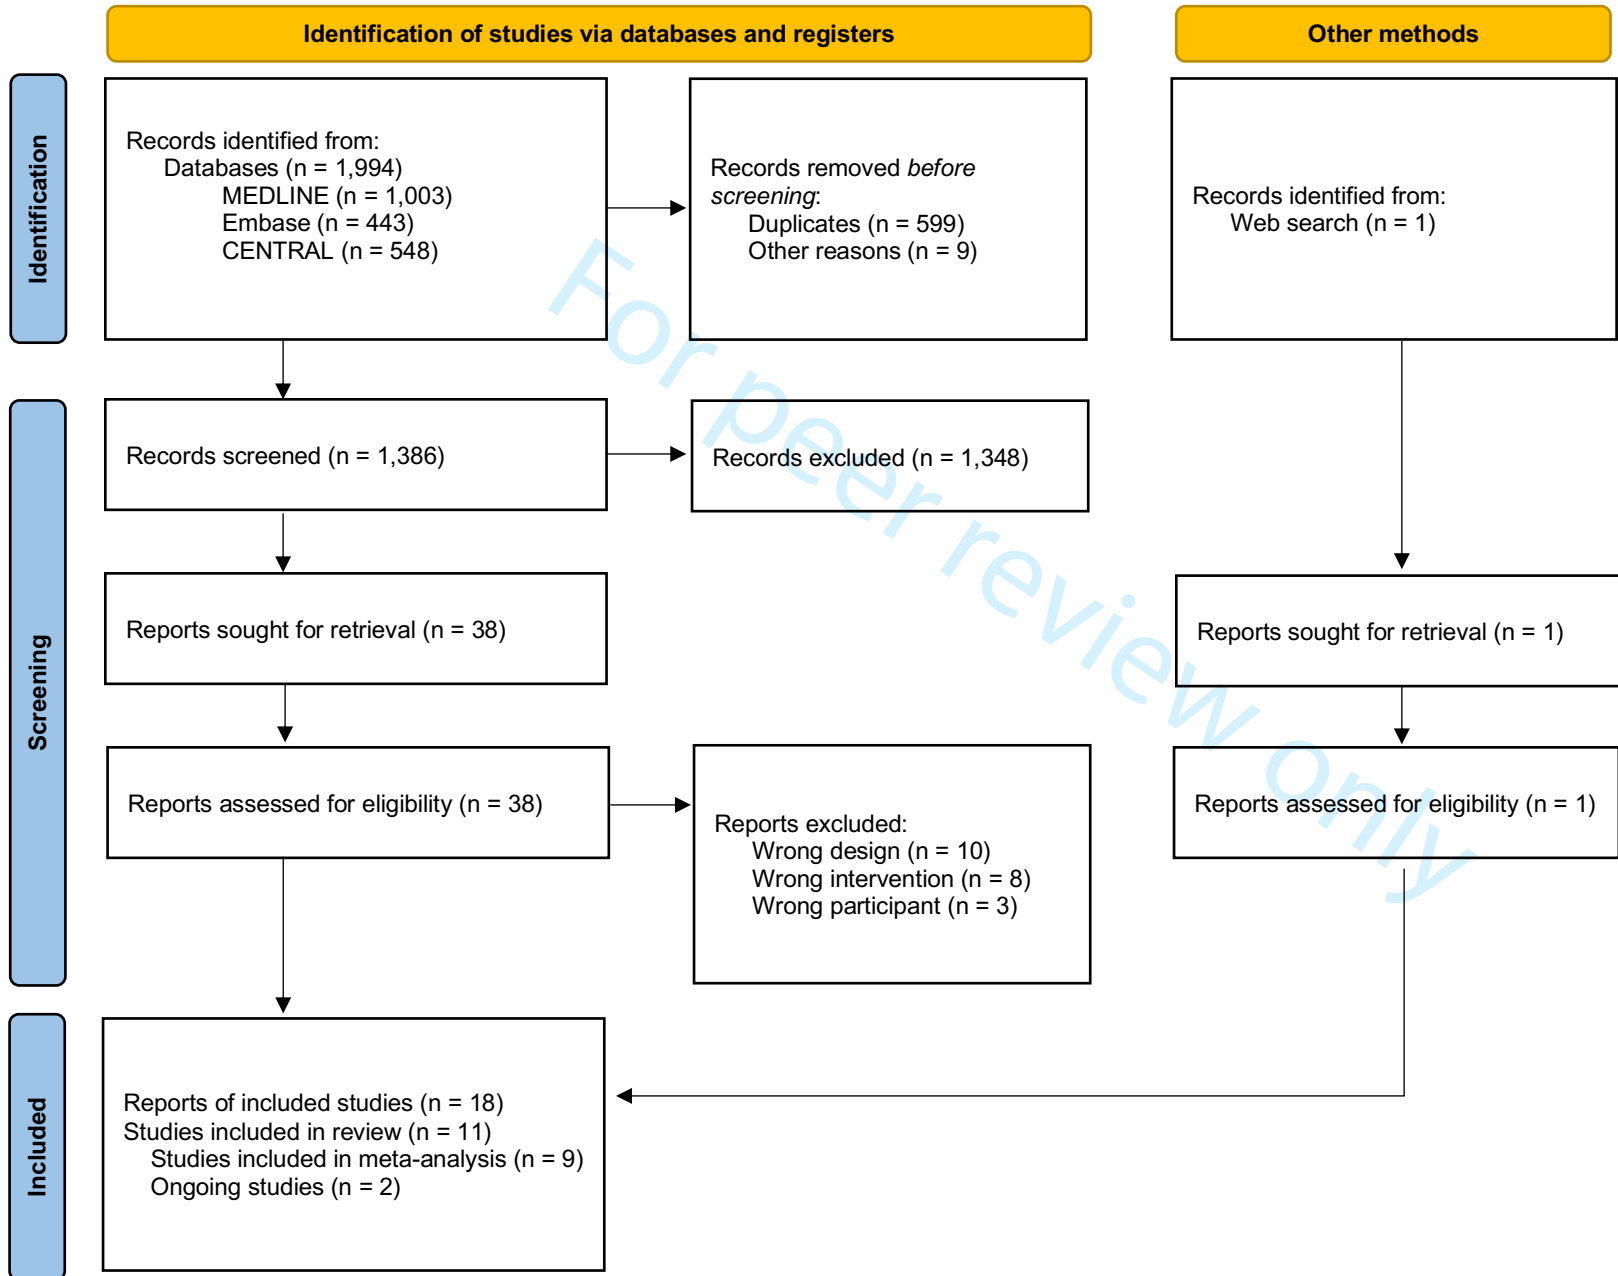 Identification of studies via databases and registers
Other methods
Identification
Records identified from:
Databases (n = 1,994)
MEDLINE (n = 1,003)
Embase (n = 443)
CENTRAL (n = 548)
Records removed before
screening:
Duplicates (n = 599)
Other reasons (n = 9)
Records identified from:
Web search (n = 1)
Screening
Records screened (n = 1,386)
Records excluded (n = 1,348)
Reports sought for retrieval (n = 38)
Reports sought for retrieval (n = 1)
Reports assessed for eligibility (n = 38)
Reports excluded:
Wrong design (n = 10)
Wrong intervention (n = 8)
Wrong participant (n = 3)
Reports assessed for eligibility (n = 1)
Included
Reports of included studies (n = 18)
Studies included in review (n = 11)
Studies included in meta-analysis (n = 9)
Ongoing studies (n = 2)
For peer review only